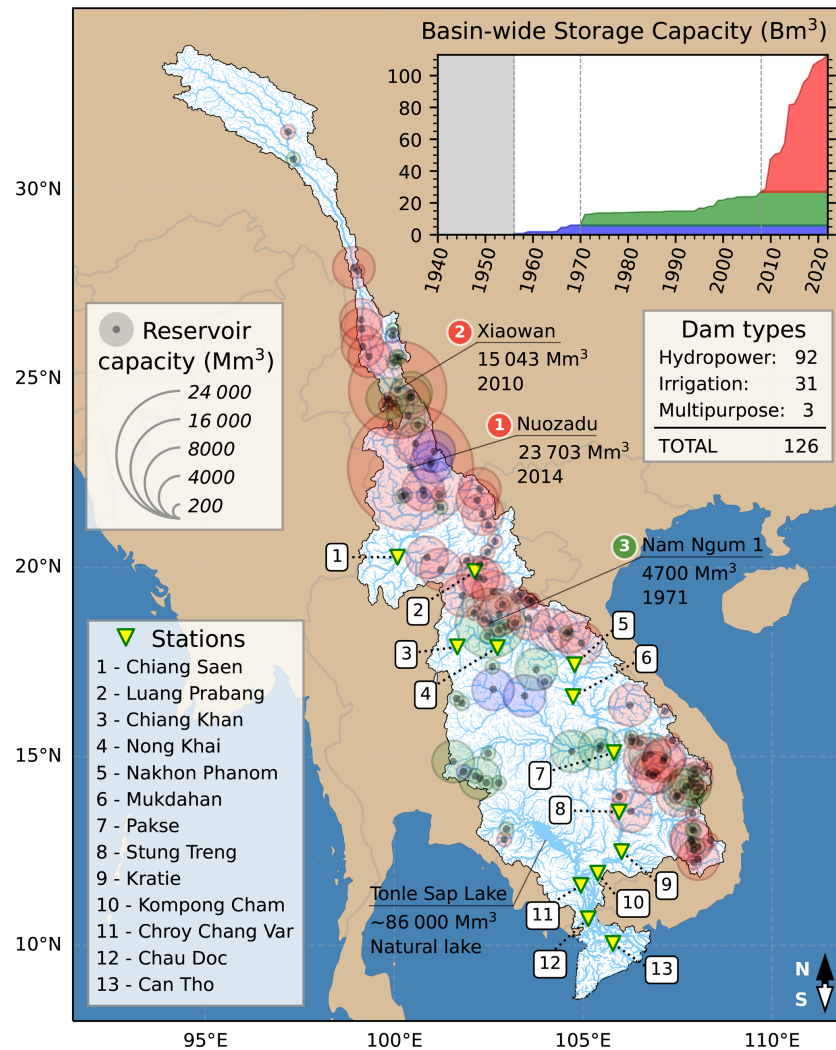 Basin-wide Storage Capacity (Bm³)
100
80
60
40
20
0
1940
1950
1960
1970
1980
1990
2000
2010
2020
30°N
25°N
20°N
15°N
10°N
95°E
100°E
105°E
110°E
Reservoir
capacity (Mm³)
24 000
16 000
8000
4000
200
2 Xiaowan
15 043 Mm³
2010
1 Nuozadu
23 703 Mm³
2014
Dam types
Hydropower: 92
Irrigation: 31
Multipurpose: 3
TOTAL 126
3 Nam Ngum 1
4700 Mm³
1971
1
2
3
4
5
6
7
8
9
10
11
12
13
Stations
1 - Chiang Saen
2 - Luang Prabang
3 - Chiang Khan
4 - Nong Khai
5 - Nakhon Phanom
6 - Mukdahan
7 - Pakse
8 - Stung Treng
9 - Kratie
10 - Kompong Cham
11 - Chroy Chang Var
12 - Chau Doc
13 - Can Tho
Tonle Sap Lake
~86 000 Mm³
Natural lake
N
S